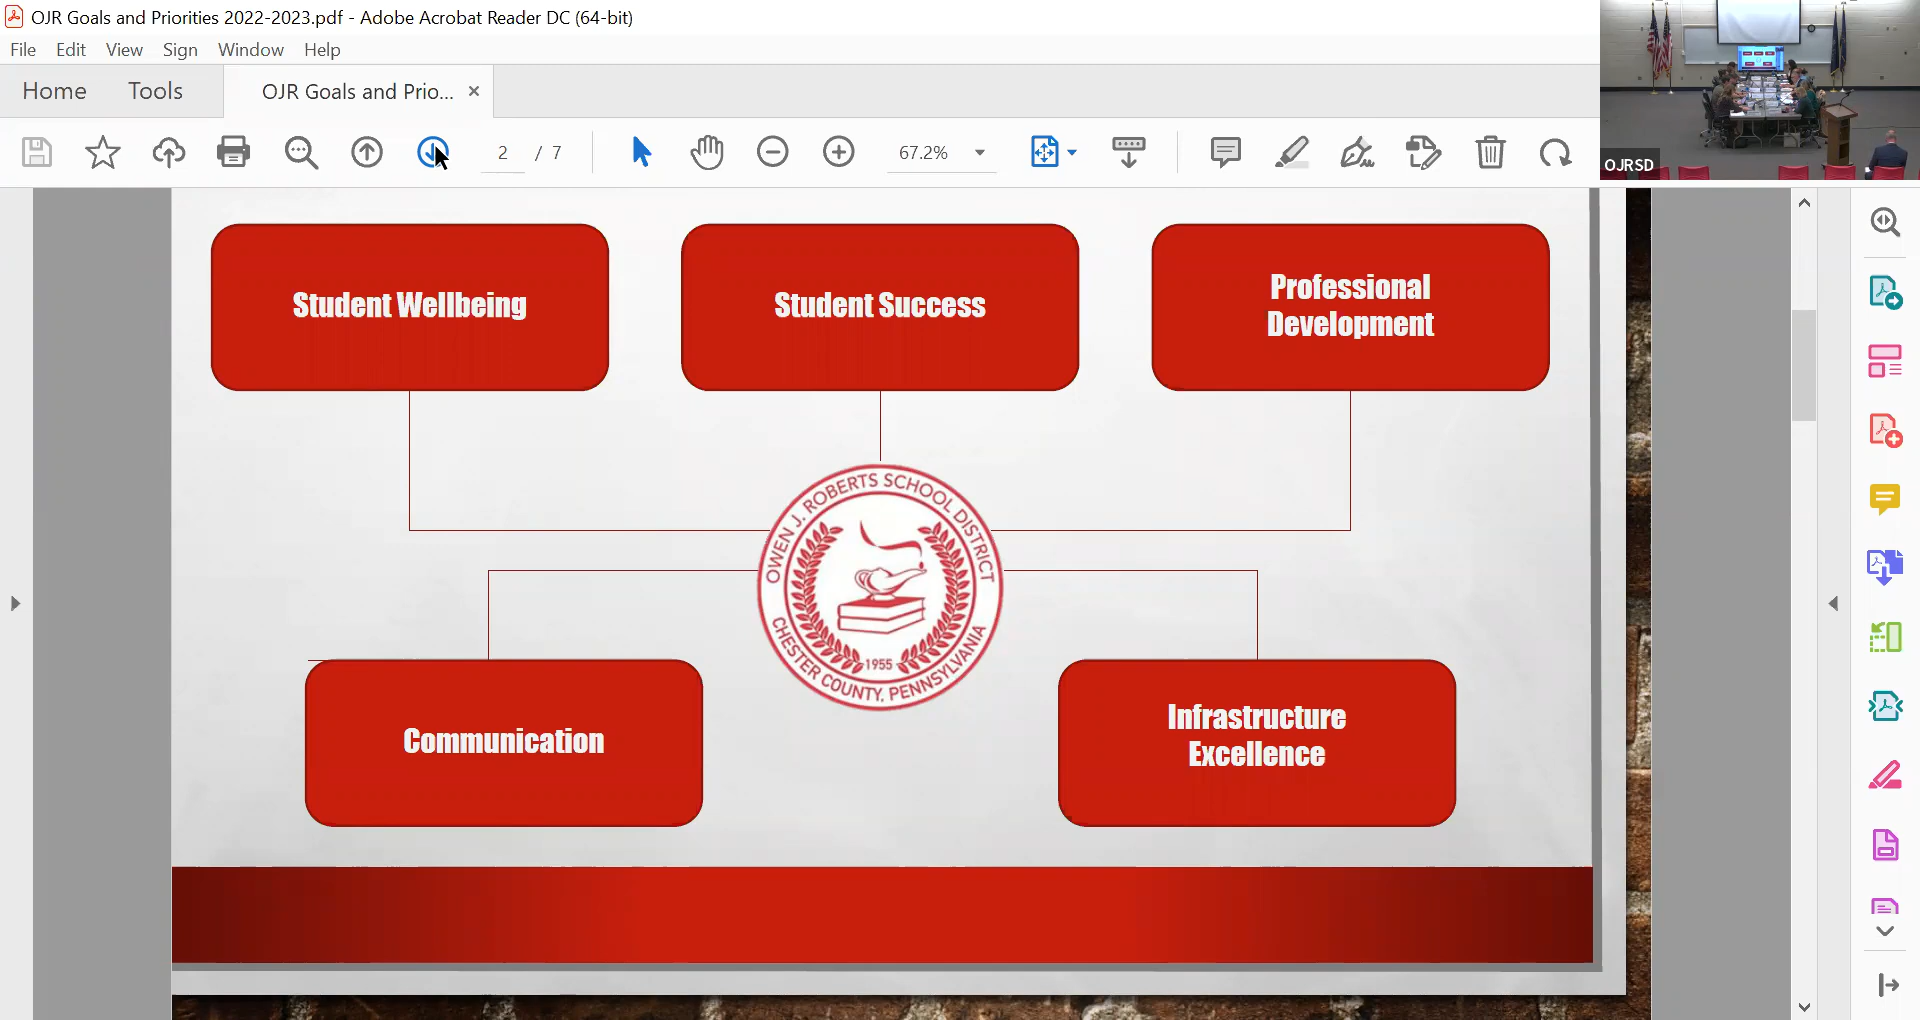 OJR Goals and Priorities 2022-2023.pdf - Adobe Acrobat Reader DC (64-bit)
File Edit View Sign Window Help
Home Tools OJR Goals and Prio... ×
2 / 7 67.2%
OJRSD
Student Wellbeing
Student Success
Professional
Development
OWEN J. ROBERTS SCHOOL DISTRICT
1955
CHESTER COUNTY, PENNSYLVANIA
Communication
Infrastructure
Excellence